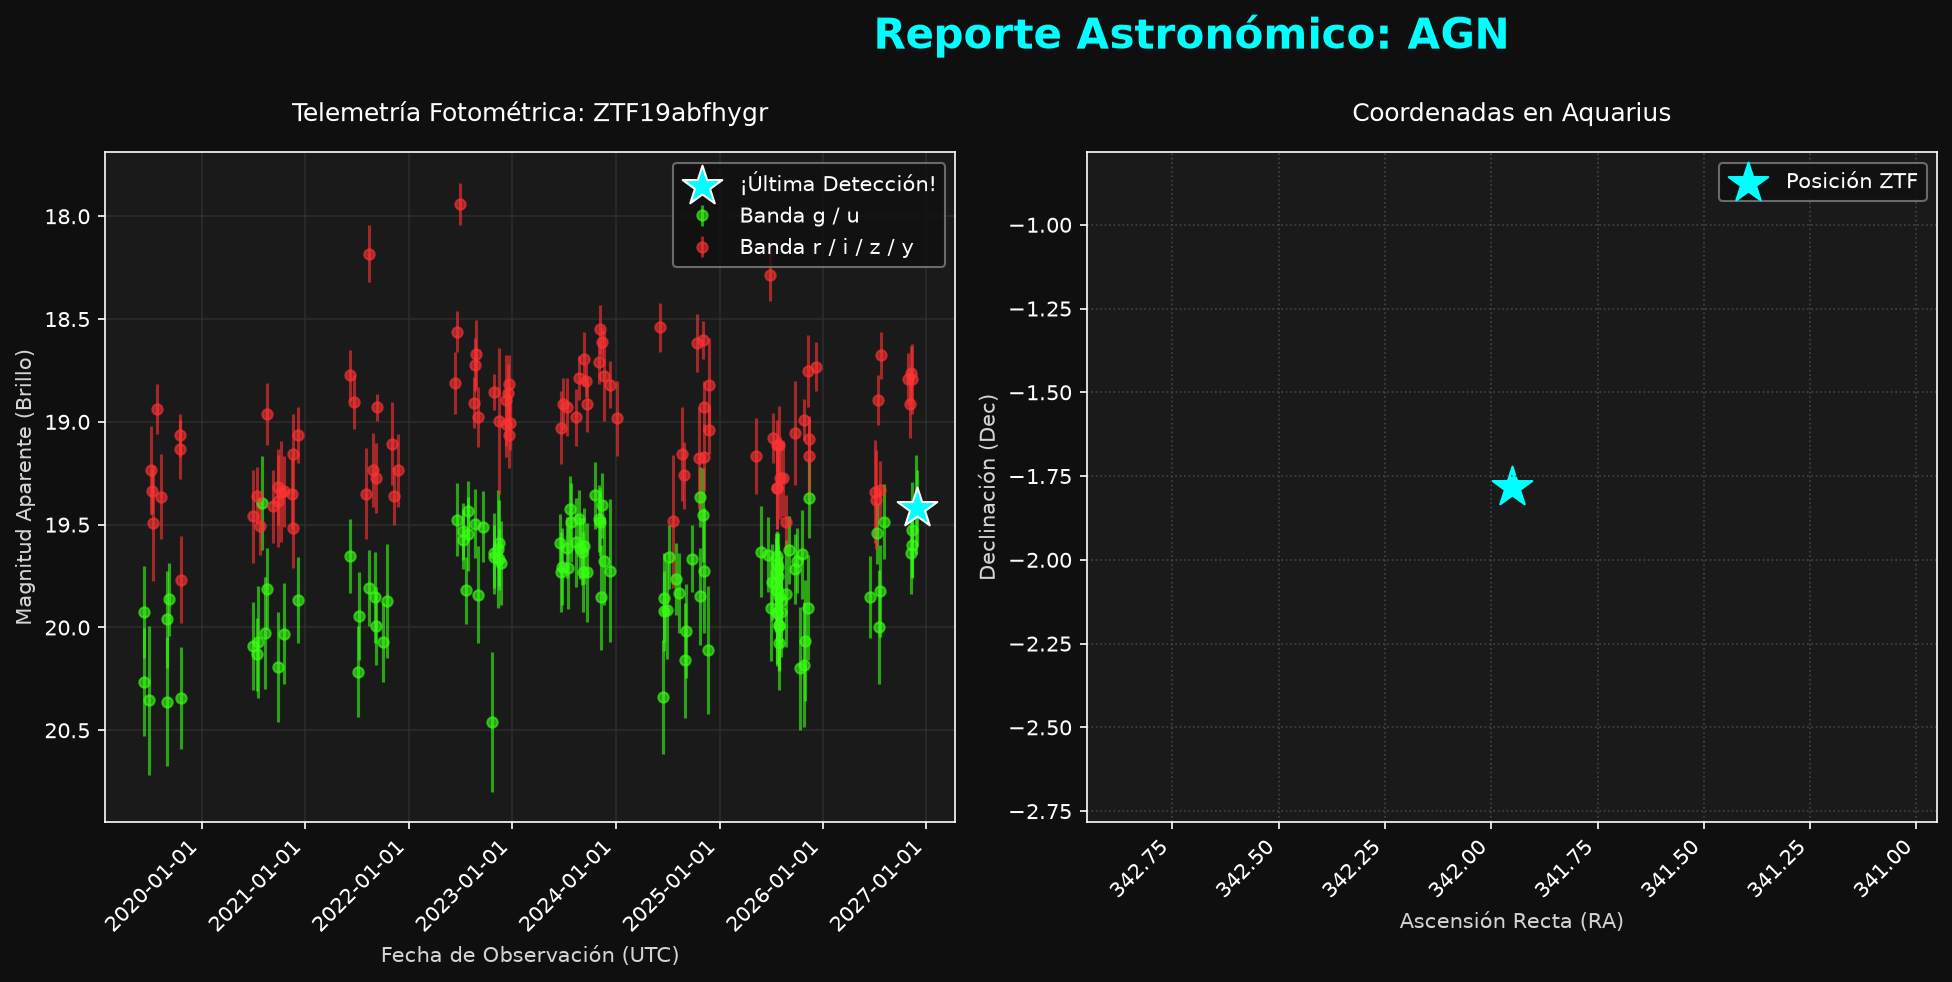 Reporte Astronómico: AGN
Telemetría Fotométrica: ZTF19abfhygr
¡Última Detección!
Banda g / u
Banda r / i / z / y
Magnitud Aparente (Brillo)
18.0
18.5
19.0
19.5
20.0
20.5
2020-01-01
2021-01-01
2022-01-01
2023-01-01
2024-01-01
2025-01-01
2026-01-01
2027-01-01
Fecha de Observación (UTC)
Coordenadas en Aquarius
Posición ZTF
Declinación (Dec)
−1.00
−1.25
−1.50
−1.75
−2.00
−2.25
−2.50
−2.75
342.75
342.50
342.25
342.00
341.75
341.50
341.25
341.00
Ascensión Recta (RA)